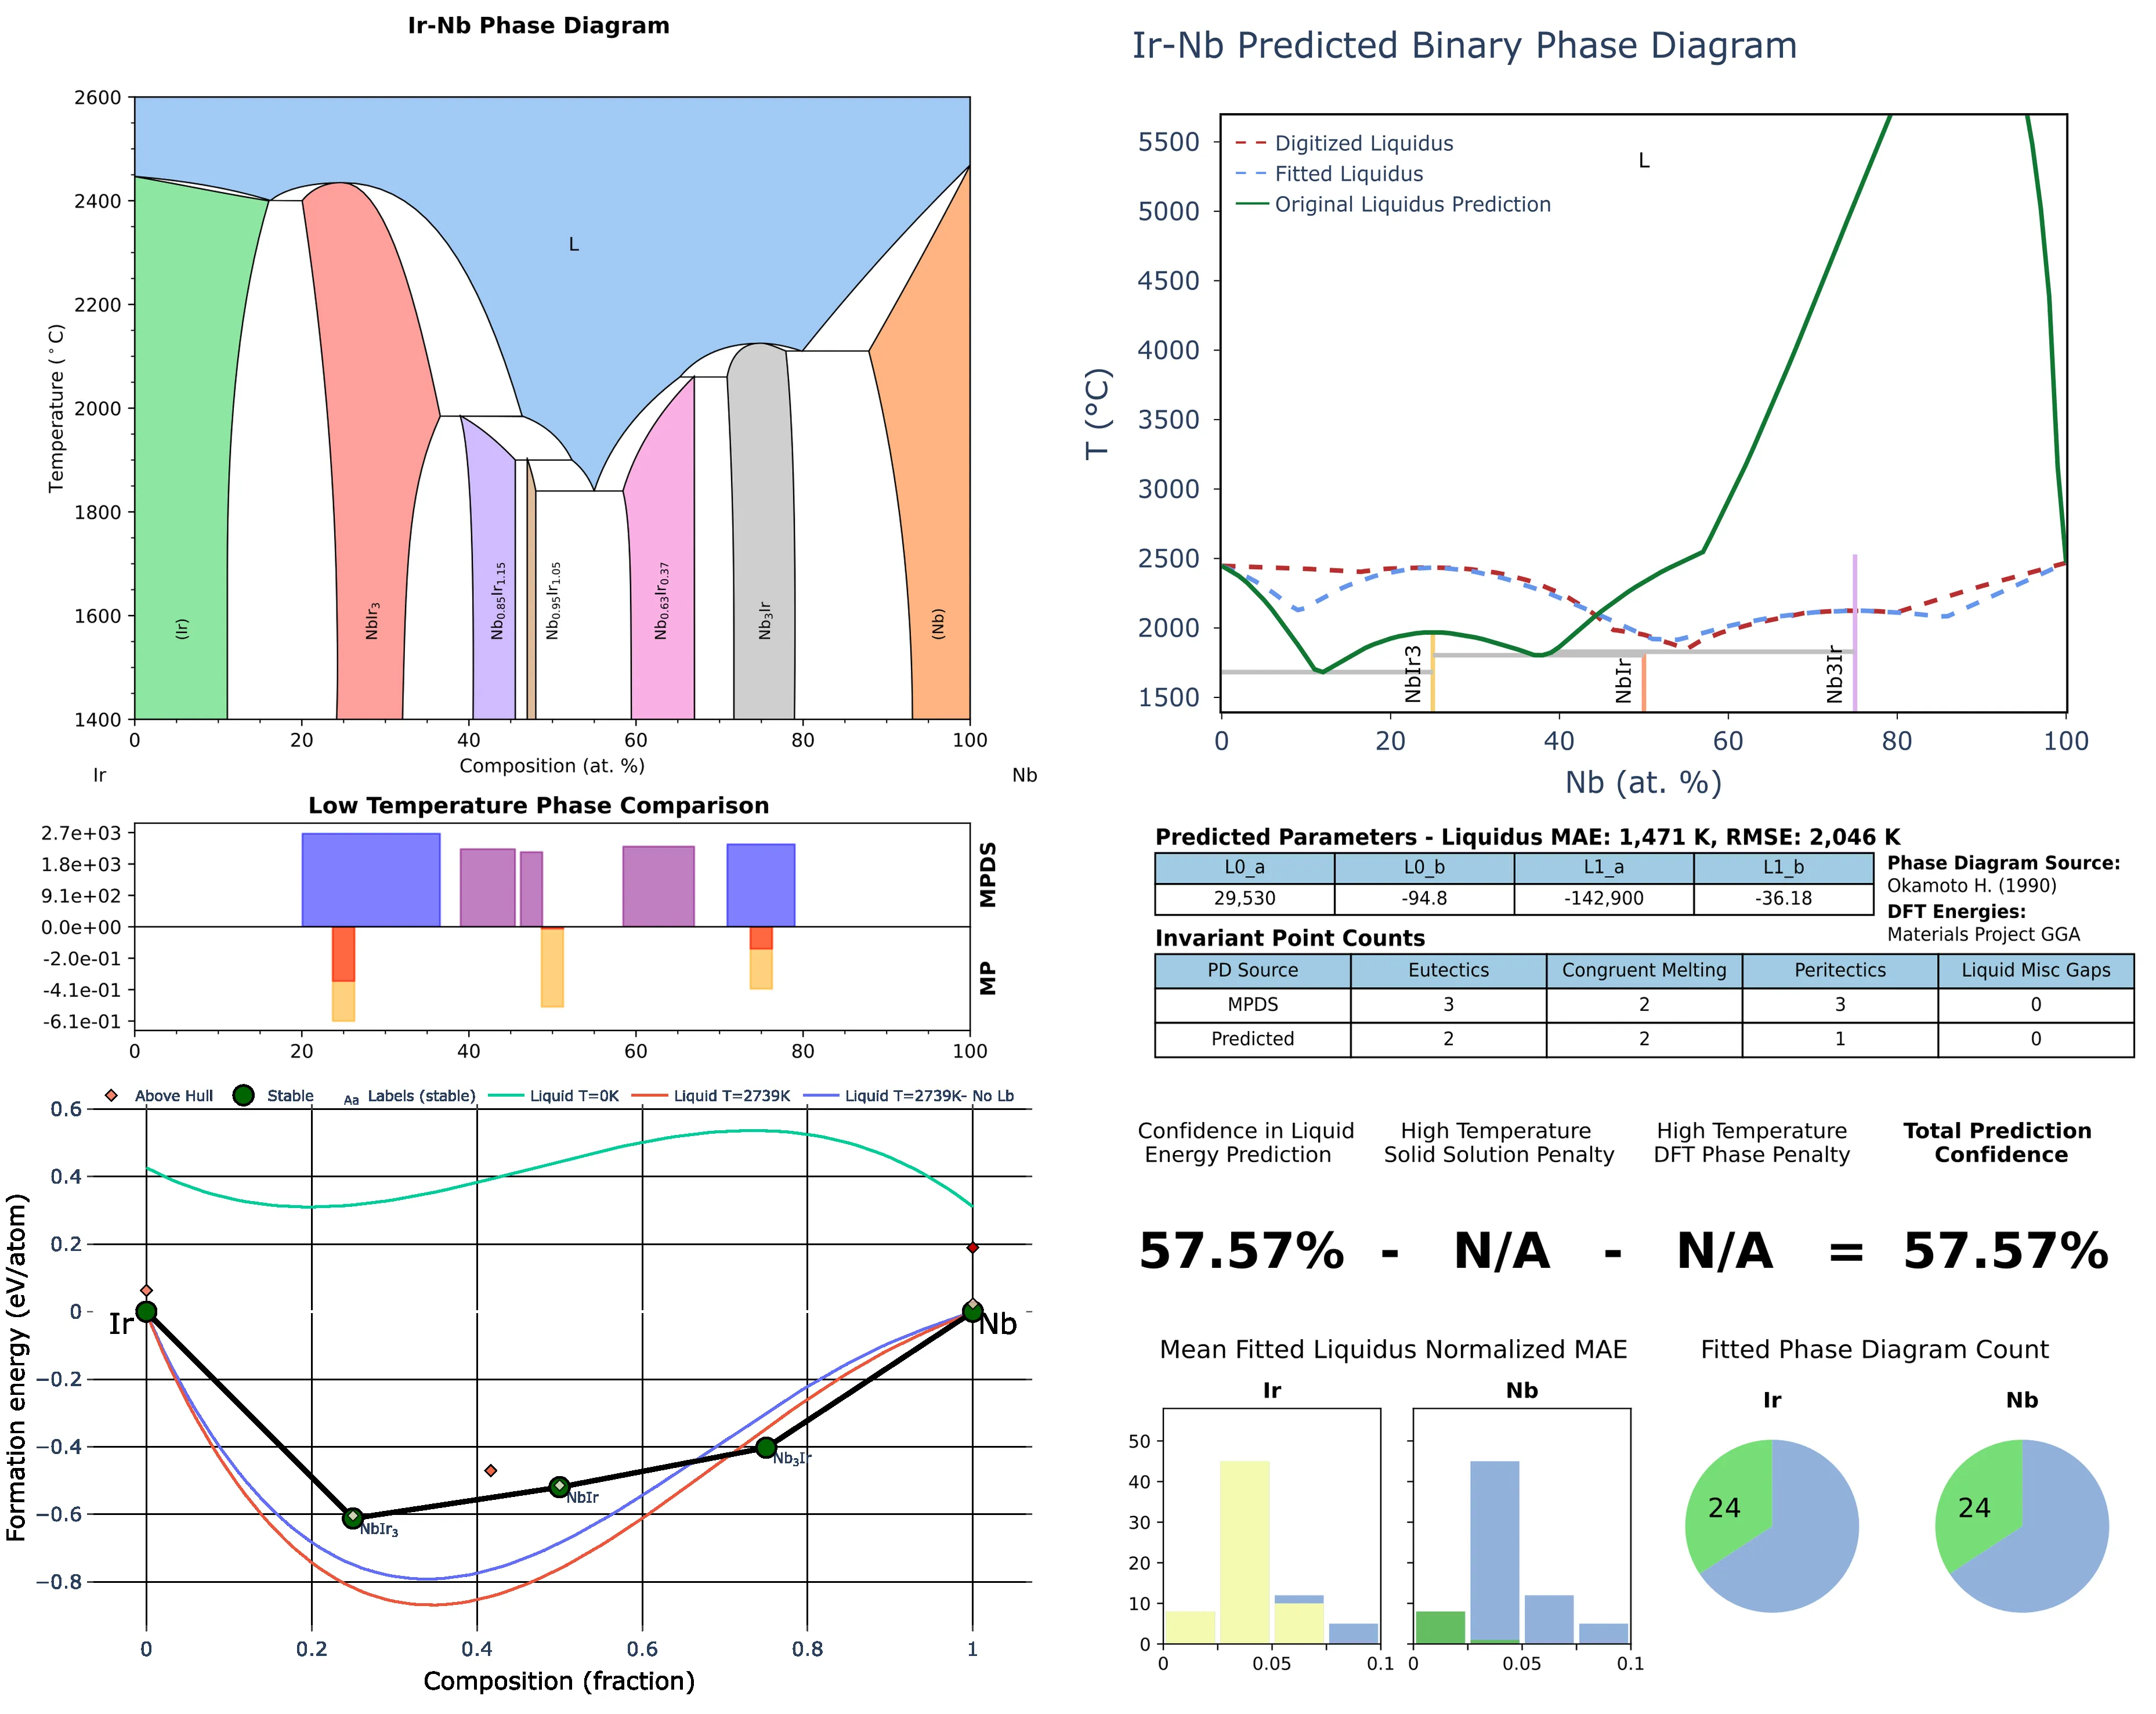 Ir-Nb Phase Diagram
2600
2400
2200
2000
1800
1600
1400
Temperature (°C)
L
(Ir)
NbIr3
Nb0.85Ir1.15
Nb0.95Ir1.05
Nb0.63Ir0.37
Nb3Ir
(Nb)
0 20 40 60 80 100
Composition (at. %)
Ir Nb
Ir-Nb Predicted Binary Phase Diagram
Digitized Liquidus
Fitted Liquidus
Original Liquidus Prediction
L
5500
5000
4500
4000
3500
3000
2500
2000
1500
T (°C)
NbIr3
NbIr
Nb3Ir
0 20 40 60 80 100
Nb (at. %)
Low Temperature Phase Comparison
2.7e+03
1.8e+03
9.1e+02
0.0e+00
-2.0e-01
-4.1e-01
-6.1e-01
MPDS
MP
0 20 40 60 80 100
Predicted Parameters - Liquidus MAE: 1,471 K, RMSE: 2,046 K
L0_a L0_b L1_a L1_b
29,530 -94.8 -142,900 -36.18
Phase Diagram Source:
Okamoto H. (1990)
DFT Energies:
Materials Project GGA
Invariant Point Counts
PD Source Eutectics Congruent Melting Peritectics Liquid Misc Gaps
MPDS 3 2 3 0
Predicted 2 2 1 0
Above Hull Stable Aa Labels (stable) Liquid T=0K Liquid T=2739K Liquid T=2739K- No Lb
0.6
0.4
0.2
0
−0.2
−0.4
−0.6
−0.8
Formation energy (eV/atom)
Ir
Nb
NbIr3
NbIr
Nb3Ir
0 0.2 0.4 0.6 0.8 1
Composition (fraction)
Confidence in Liquid
Energy Prediction
High Temperature
Solid Solution Penalty
High Temperature
DFT Phase Penalty
Total Prediction
Confidence
57.57% - N/A - N/A = 57.57%
Mean Fitted Liquidus Normalized MAE
Ir Nb
50
40
30
20
10
0
0 0.05 0.1
0 0.05 0.1
Fitted Phase Diagram Count
Ir Nb
24 24